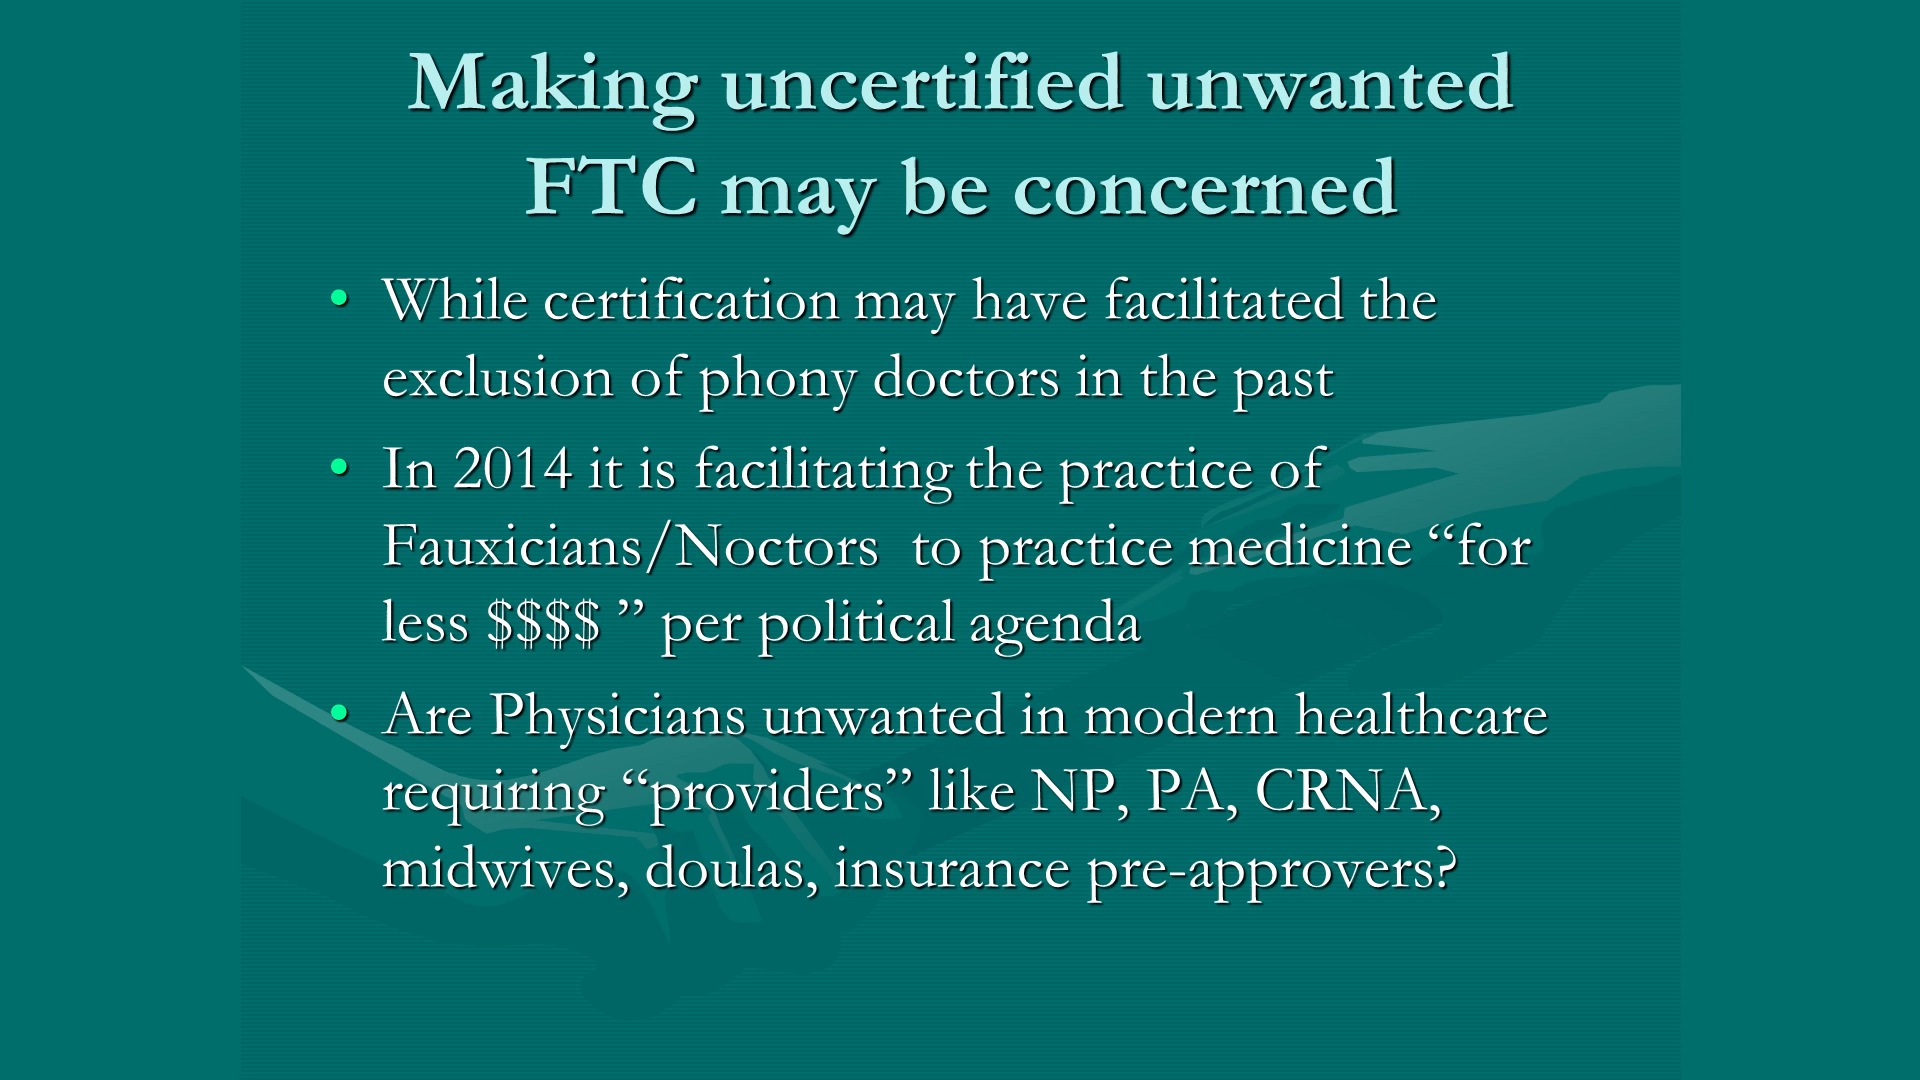 Making uncertified unwanted
FTC may be concerned
• While certification may have facilitated the
exclusion of phony doctors in the past
• In 2014 it is facilitating the practice of
Fauxicians/Noctors  to practice medicine “for
less $$$$ ” per political agenda
• Are Physicians unwanted in modern healthcare
requiring “providers” like NP, PA, CRNA,
midwives, doulas, insurance pre-approvers?